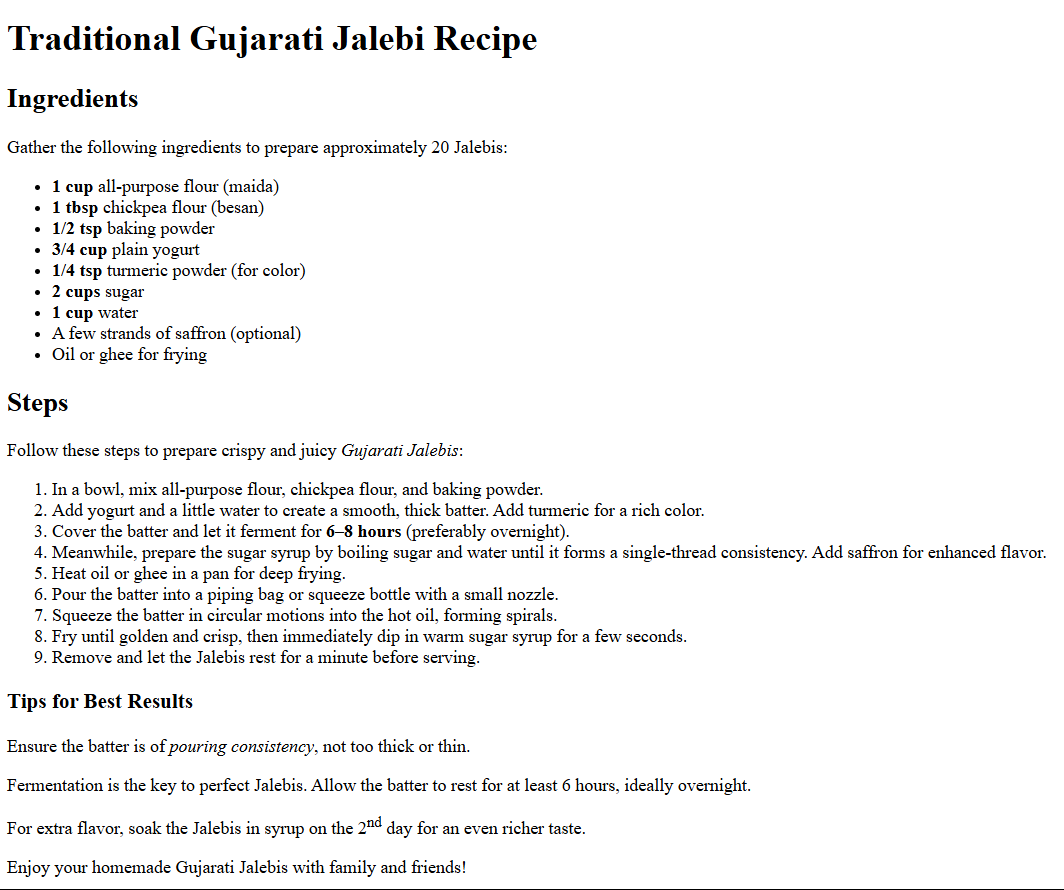 Traditional Gujarati Jalebi Recipe
Ingredients
Gather the following ingredients to prepare approximately 20 Jalebis:
• 1 cup all-purpose flour (maida)
• 1 tbsp chickpea flour (besan)
• 1/2 tsp baking powder
• 3/4 cup plain yogurt
• 1/4 tsp turmeric powder (for color)
• 2 cups sugar
• 1 cup water
• A few strands of saffron (optional)
• Oil or ghee for frying
Steps
Follow these steps to prepare crispy and juicy Gujarati Jalebis:
1. In a bowl, mix all-purpose flour, chickpea flour, and baking powder.
2. Add yogurt and a little water to create a smooth, thick batter. Add turmeric for a rich color.
3. Cover the batter and let it ferment for 6–8 hours (preferably overnight).
4. Meanwhile, prepare the sugar syrup by boiling sugar and water until it forms a single-thread consistency. Add saffron for enhanced flavor.
5. Heat oil or ghee in a pan for deep frying.
6. Pour the batter into a piping bag or squeeze bottle with a small nozzle.
7. Squeeze the batter in circular motions into the hot oil, forming spirals.
8. Fry until golden and crisp, then immediately dip in warm sugar syrup for a few seconds.
9. Remove and let the Jalebis rest for a minute before serving.
Tips for Best Results
Ensure the batter is of pouring consistency, not too thick or thin.
Fermentation is the key to perfect Jalebis. Allow the batter to rest for at least 6 hours, ideally overnight.
For extra flavor, soak the Jalebis in syrup on the 2nd day for an even richer taste.
Enjoy your homemade Gujarati Jalebis with family and friends!